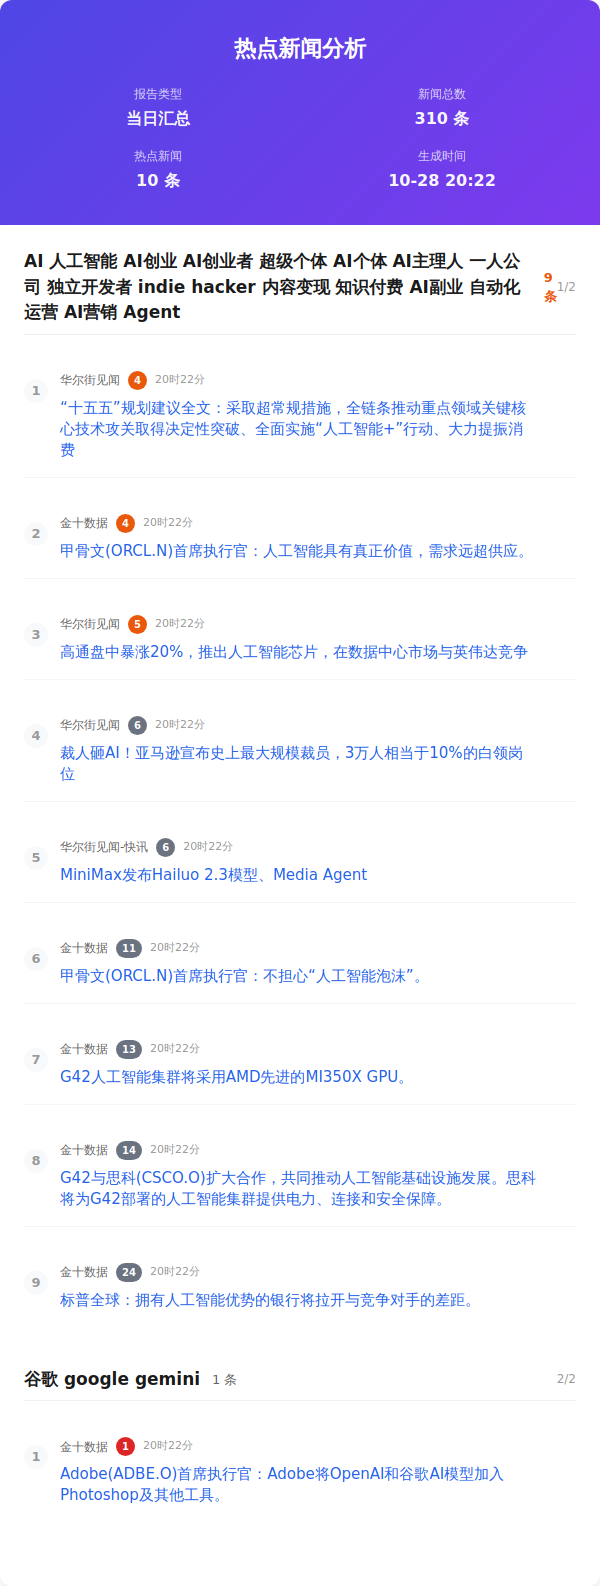 热点新闻分析
报告类型
当日汇总
新闻总数
310 条
热点新闻
10 条
生成时间
10-28 20:22
AI 人工智能 AI创业 AI创业者 超级个体 AI个体 AI主理人 一人公
司 独立开发者 indie hacker 内容变现 知识付费 AI副业 自动化
运营 AI营销 Agent
9
条
1/2
1
华尔街见闻 4 20时22分
“十五五”规划建议全文：采取超常规措施，全链条推动重点领域关键核
心技术攻关取得决定性突破、全面实施“人工智能+”行动、大力提振消
费
2
金十数据 4 20时22分
甲骨文(ORCL.N)首席执行官：人工智能具有真正价值，需求远超供应。
3
华尔街见闻 5 20时22分
高通盘中暴涨20%，推出人工智能芯片，在数据中心市场与英伟达竞争
4
华尔街见闻 6 20时22分
裁人砸AI！亚马逊宣布史上最大规模裁员，3万人相当于10%的白领岗
位
5
华尔街见闻-快讯 6 20时22分
MiniMax发布Hailuo 2.3模型、Media Agent
6
金十数据 11 20时22分
甲骨文(ORCL.N)首席执行官：不担心“人工智能泡沫”。
7
金十数据 13 20时22分
G42人工智能集群将采用AMD先进的MI350X GPU。
8
金十数据 14 20时22分
G42与思科(CSCO.O)扩大合作，共同推动人工智能基础设施发展。思科
将为G42部署的人工智能集群提供电力、连接和安全保障。
9
金十数据 24 20时22分
标普全球：拥有人工智能优势的银行将拉开与竞争对手的差距。
谷歌 google gemini 1 条
2/2
1
金十数据 1 20时22分
Adobe(ADBE.O)首席执行官：Adobe将OpenAI和谷歌AI模型加入
Photoshop及其他工具。